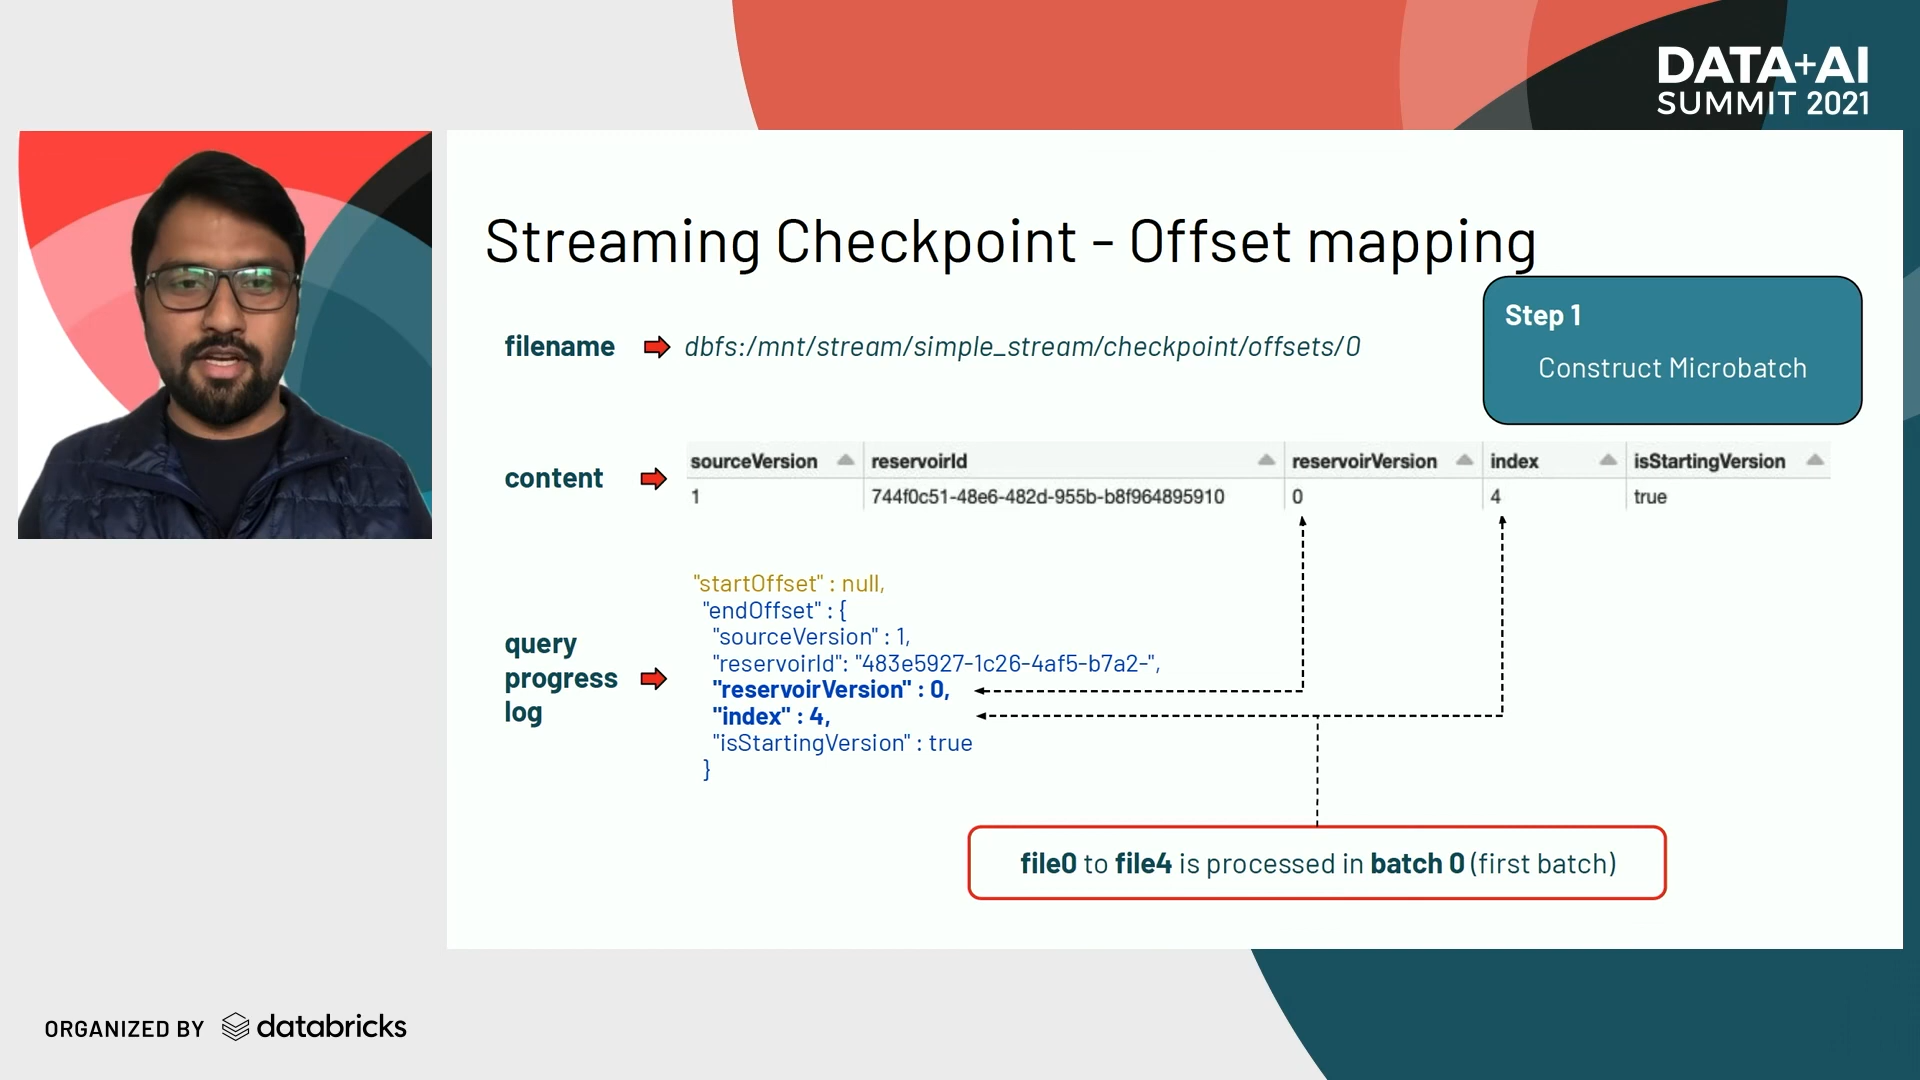 DATA+AI
SUMMIT 2021
Streaming Checkpoint - Offset mapping
Step 1
Construct Microbatch
filename
dbfs:/mnt/stream/simple_stream/checkpoint/offsets/0
content
sourceVersion reservoirId reservoirVersion index isStartingVersion
1 744f0c51-48e6-482d-955b-b8f964895910 0 4 true
query
progress
log
"startOffset" : null,
"endOffset" : {
"sourceVersion" : 1,
"reservoirId": "483e5927-1c26-4af5-b7a2-",
"reservoirVersion" : 0,
"index" : 4,
"isStartingVersion" : true
}
file0 to file4 is processed in batch 0 (first batch)
ORGANIZED BY databricks